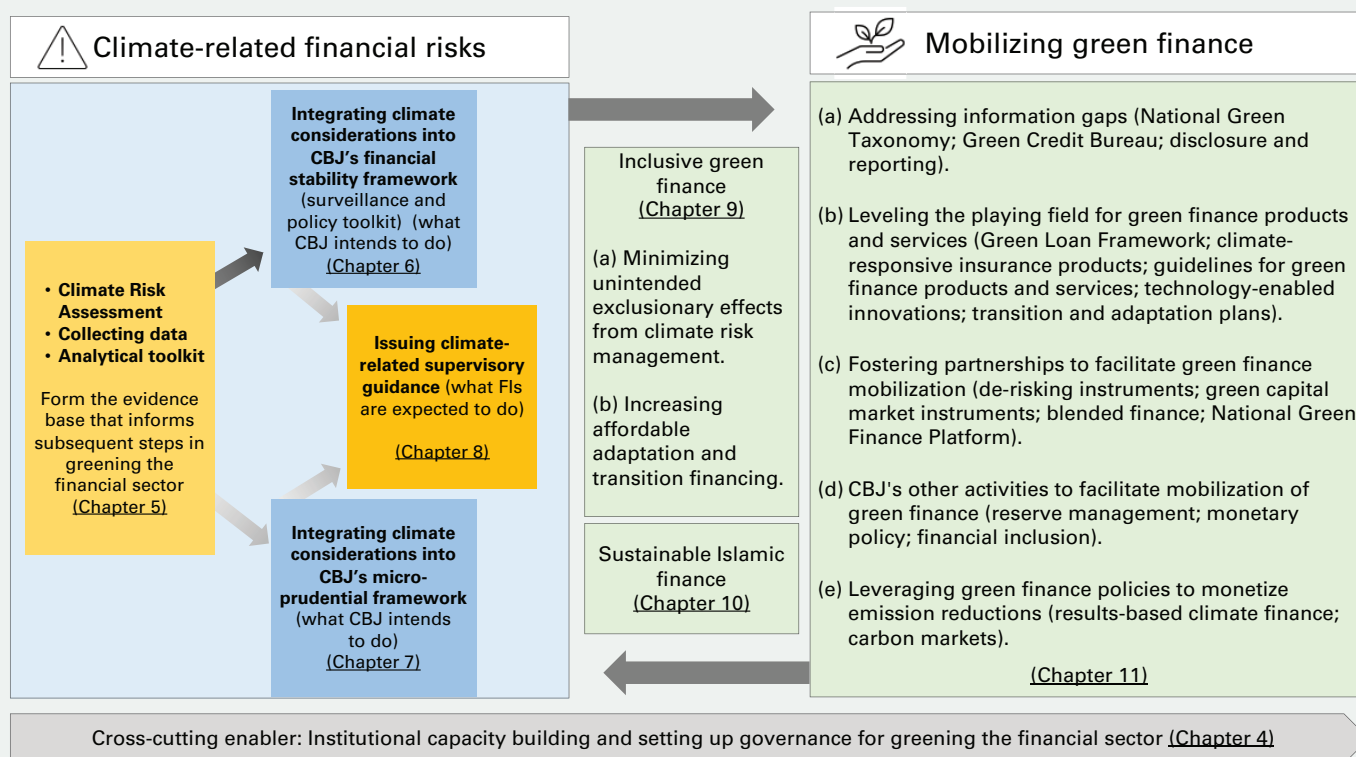 Climate-related financial risks
Integrating climate
considerations into
CBJ's financial
stability framework
(surveillance and
policy toolkit) (what
CBJ intends to do)
(Chapter 6)
• Climate Risk
Assessment
• Collecting data
• Analytical toolkit
Form the evidence
base that informs
subsequent steps in
greening the
financial sector
(Chapter 5)
Issuing climate-
related supervisory
guidance (what FIs
are expected to do)
(Chapter 8)
Integrating climate
considerations into
CBJ's micro-
prudential framework
(what CBJ intends
to do)
(Chapter 7)
Inclusive green
finance
(Chapter 9)
(a) Minimizing
unintended
exclusionary effects
from climate risk
management.
(b) Increasing
affordable
adaptation and
transition financing.
Sustainable Islamic
finance
(Chapter 10)
Mobilizing green finance
(a) Addressing information gaps (National Green
Taxonomy; Green Credit Bureau; disclosure and
reporting).
(b) Leveling the playing field for green finance products
and services (Green Loan Framework; climate-
responsive insurance products; guidelines for green
finance products and services; technology-enabled
innovations; transition and adaptation plans).
(c) Fostering partnerships to facilitate green finance
mobilization (de-risking instruments; green capital
market instruments; blended finance; National Green
Finance Platform).
(d) CBJ's other activities to facilitate mobilization of
green finance (reserve management; monetary
policy; financial inclusion).
(e) Leveraging green finance policies to monetize
emission reductions (results-based climate finance;
carbon markets).
(Chapter 11)
Cross-cutting enabler: Institutional capacity building and setting up governance for greening the financial sector (Chapter 4)